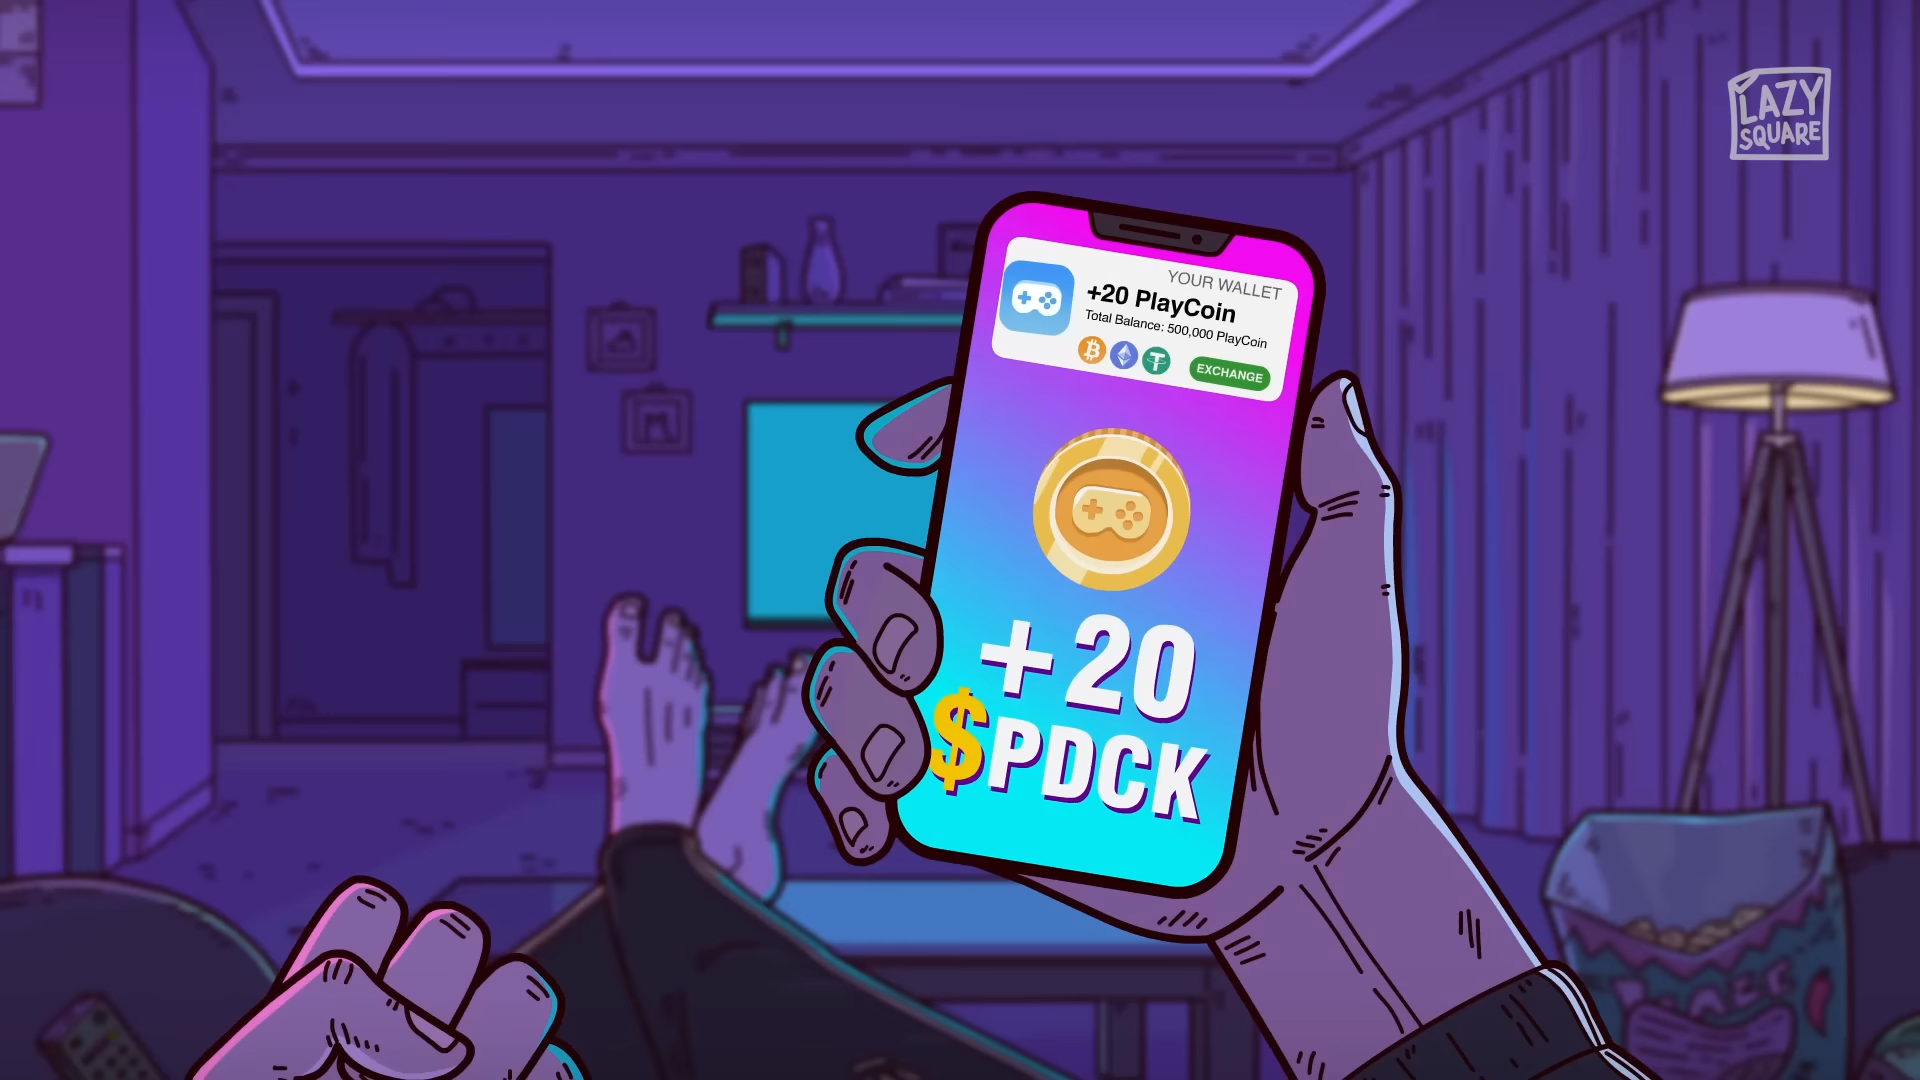 LAZY
SQUARE
YOUR WALLET
+20 PlayCoin
Total Balance: 500,000 PlayCoin
EXCHANGE
+20
$PDCK